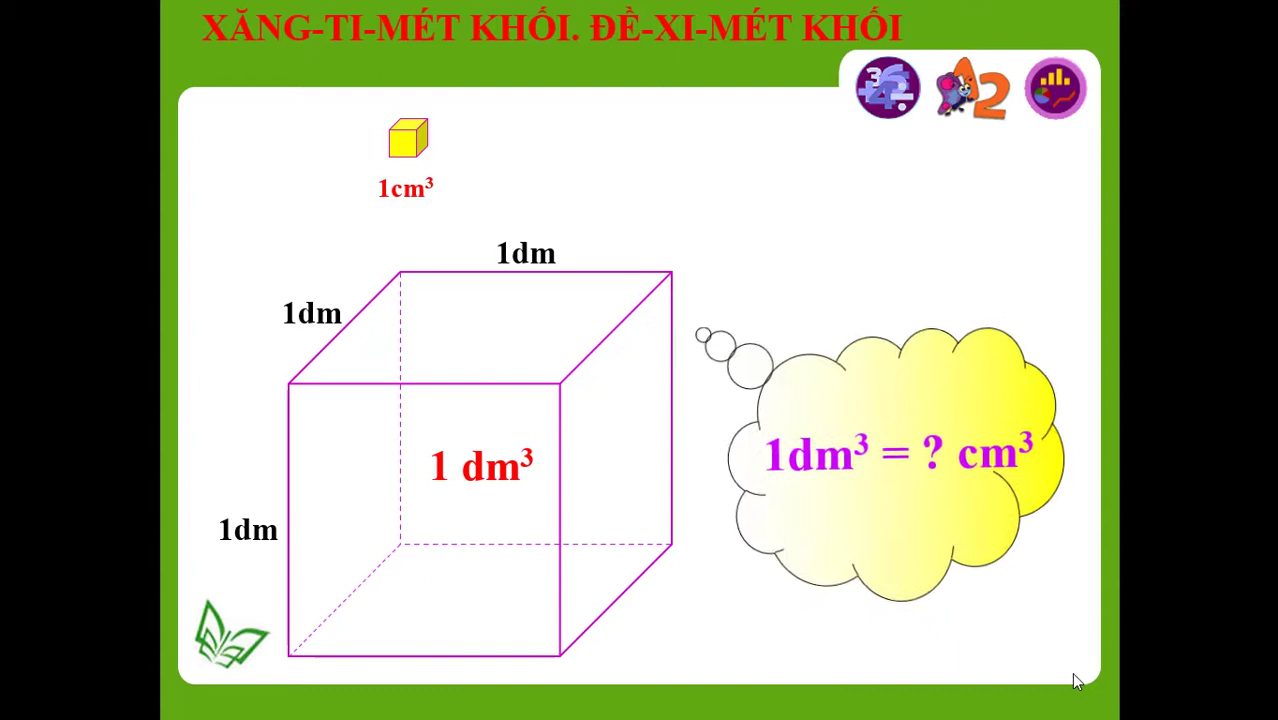 XĂNG-TI-MÉT KHỐI. ĐỀ-XI-MÉT KHỐI
1cm³
1dm
1dm
1 dm³
1dm³ = ? cm³
1dm